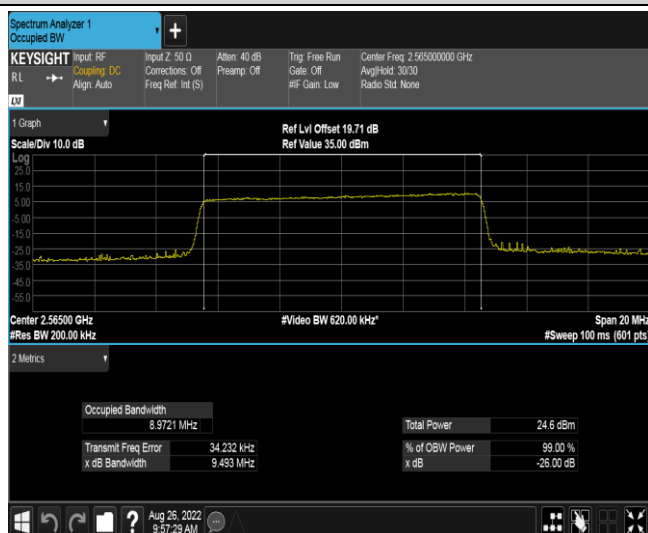 Spectrum Analyzer 1
Occupied BW
+
KEYSIGHT
R L
LXI
Input: RF
Coupling: DC
Align: Auto
Input Z: 50 Ω
Corrections: Off
Freq Ref: Int (S)
Atten: 40 dB
Preamp: Off
Trig: Free Run
Gate: Off
#IF Gain: Low
Center Freq: 2.565000000 GHz
Avg|Hold: 30/30
Radio Std: None
1 Graph
Scale/Div 10.0 dB
Ref Lvl Offset 19.71 dB
Ref Value 35.00 dBm
Log
25.0
15.0
5.00
-5.00
-15.0
-25.0
-35.0
-45.0
-55.0
Center 2.56500 GHz
#Res BW 200.00 kHz
#Video BW 620.00 kHz*
Span 20 MHz
#Sweep 100 ms (601 pts)
2 Metrics
Occupied Bandwidth
8.9721 MHz
Transmit Freq Error 34.232 kHz
x dB Bandwidth 9.493 MHz
Total Power 24.6 dBm
% of OBW Power 99.00 %
x dB -26.00 dB
?
Aug 26, 2022
9:57:29 AM